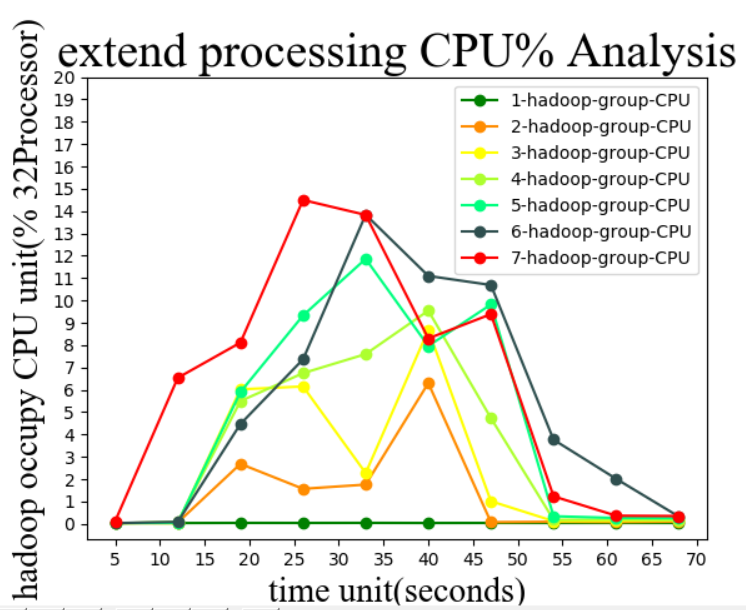 extend processing CPU% Analysis
hadoop occupy CPU unit(% 32Processor)
20
19
18
17
16
15
14
13
12
11
10
9
8
7
6
5
4
3
2
1
0
1-hadoop-group-CPU
2-hadoop-group-CPU
3-hadoop-group-CPU
4-hadoop-group-CPU
5-hadoop-group-CPU
6-hadoop-group-CPU
7-hadoop-group-CPU
5 10 15 20 25 30 35 40 45 50 55 60 65 70
time unit(seconds)